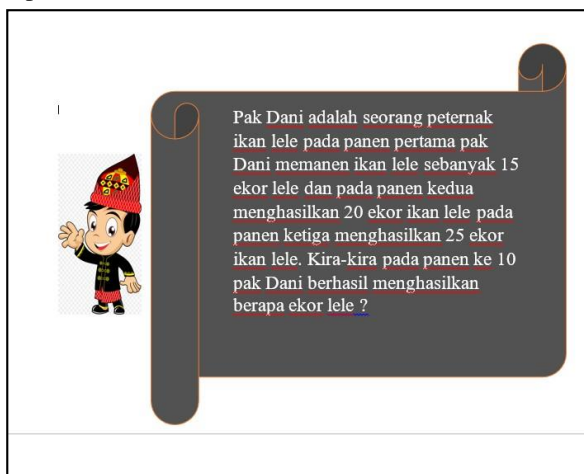 Pak Dani adalah seorang peternak
ikan lele pada panen pertama pak
Dani memanen ikan lele sebanyak 15
ekor lele dan pada panen kedua
menghasilkan 20 ekor ikan lele pada
panen ketiga menghasilkan 25 ekor
ikan lele. Kira-kira pada panen ke 10
pak Dani berhasil menghasilkan
berapa ekor lele ?